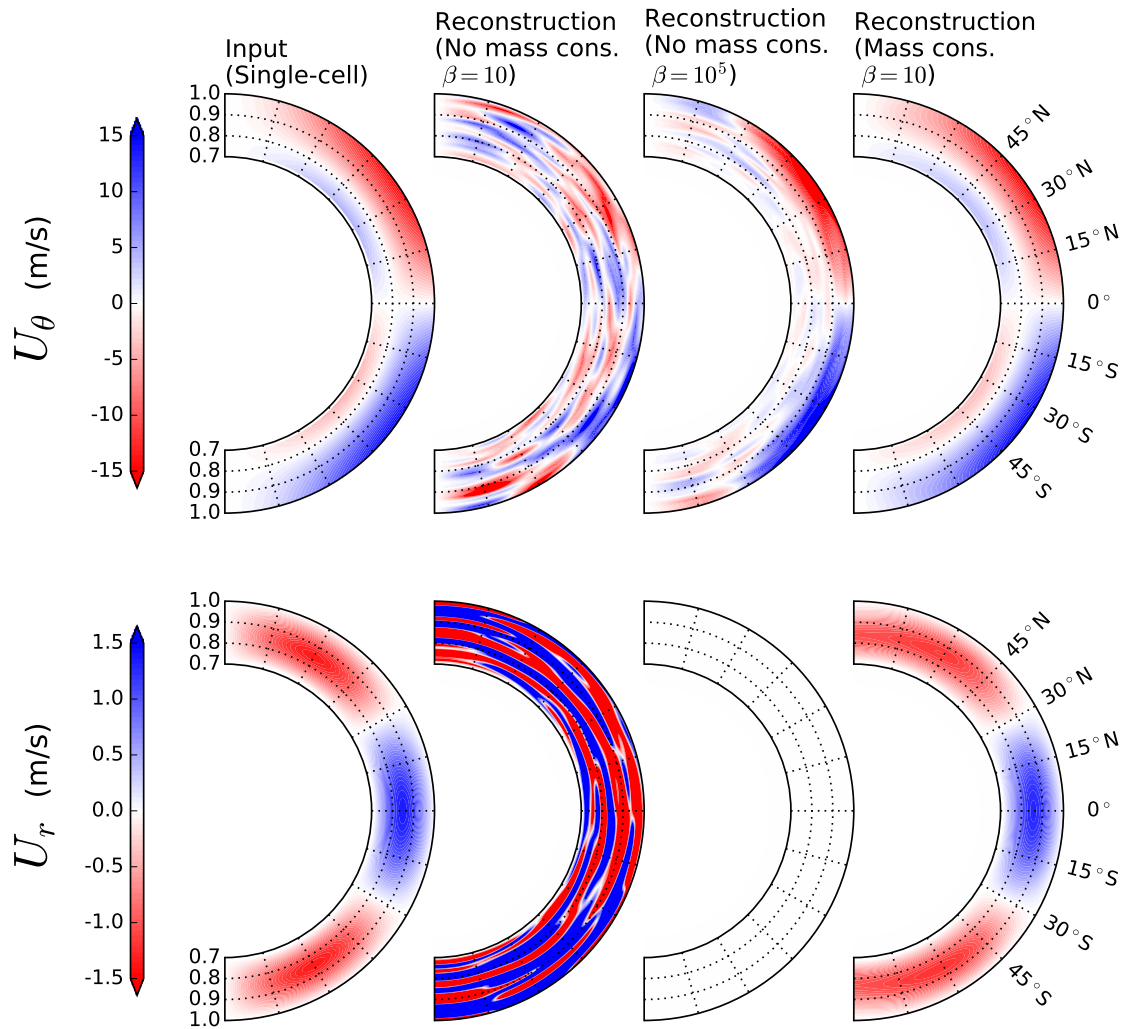 Input
(Single-cell)
Reconstruction
(No mass cons.
β = 10)
Reconstruction
(No mass cons.
β = 10⁵)
Reconstruction
(Mass cons.
β = 10)
U_θ (m/s)
15
10
5
0
-5
-10
-15
1.0
0.9
0.8
0.7
0.7
0.8
0.9
1.0
45°N
30°N
15°N
0°
15°S
30°S
45°S
U_r (m/s)
1.5
1.0
0.5
0.0
-0.5
-1.0
-1.5
1.0
0.9
0.8
0.7
0.7
0.8
0.9
1.0
45°N
30°N
15°N
0°
15°S
30°S
45°S